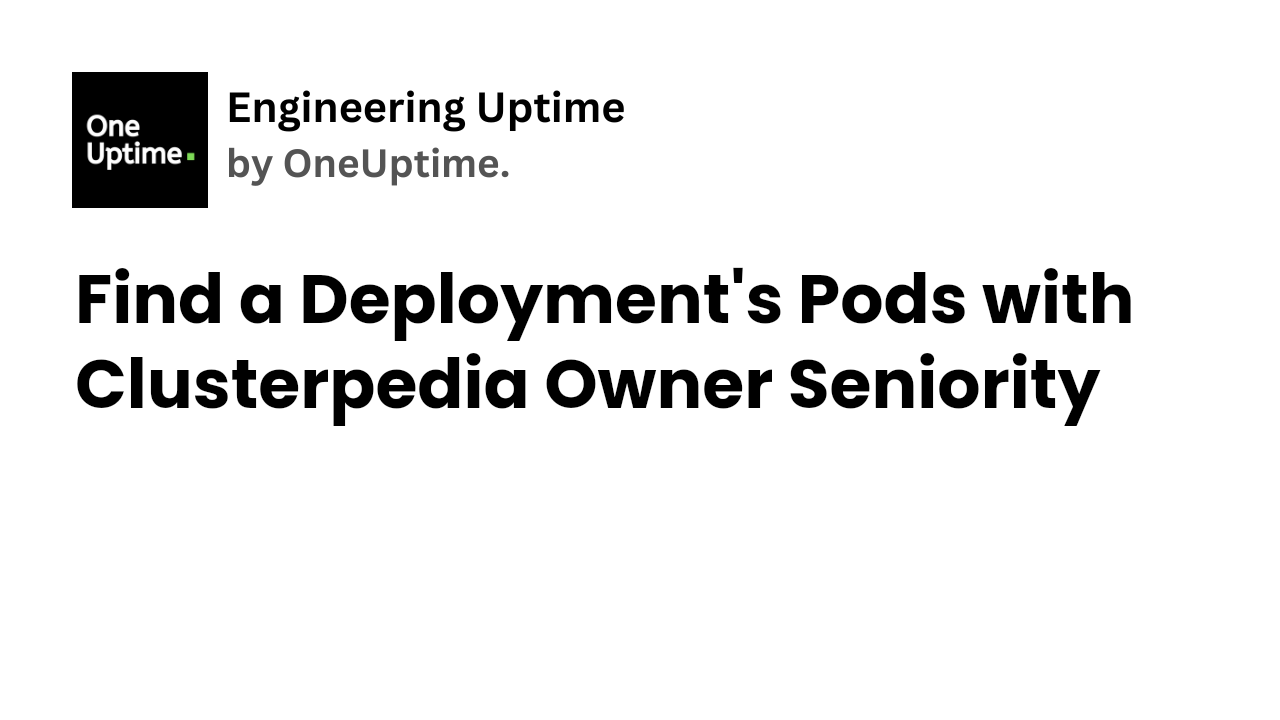 One
Uptime
Engineering Uptime
by OneUptime.
Find a Deployment's Pods with
Clusterpedia Owner Seniority